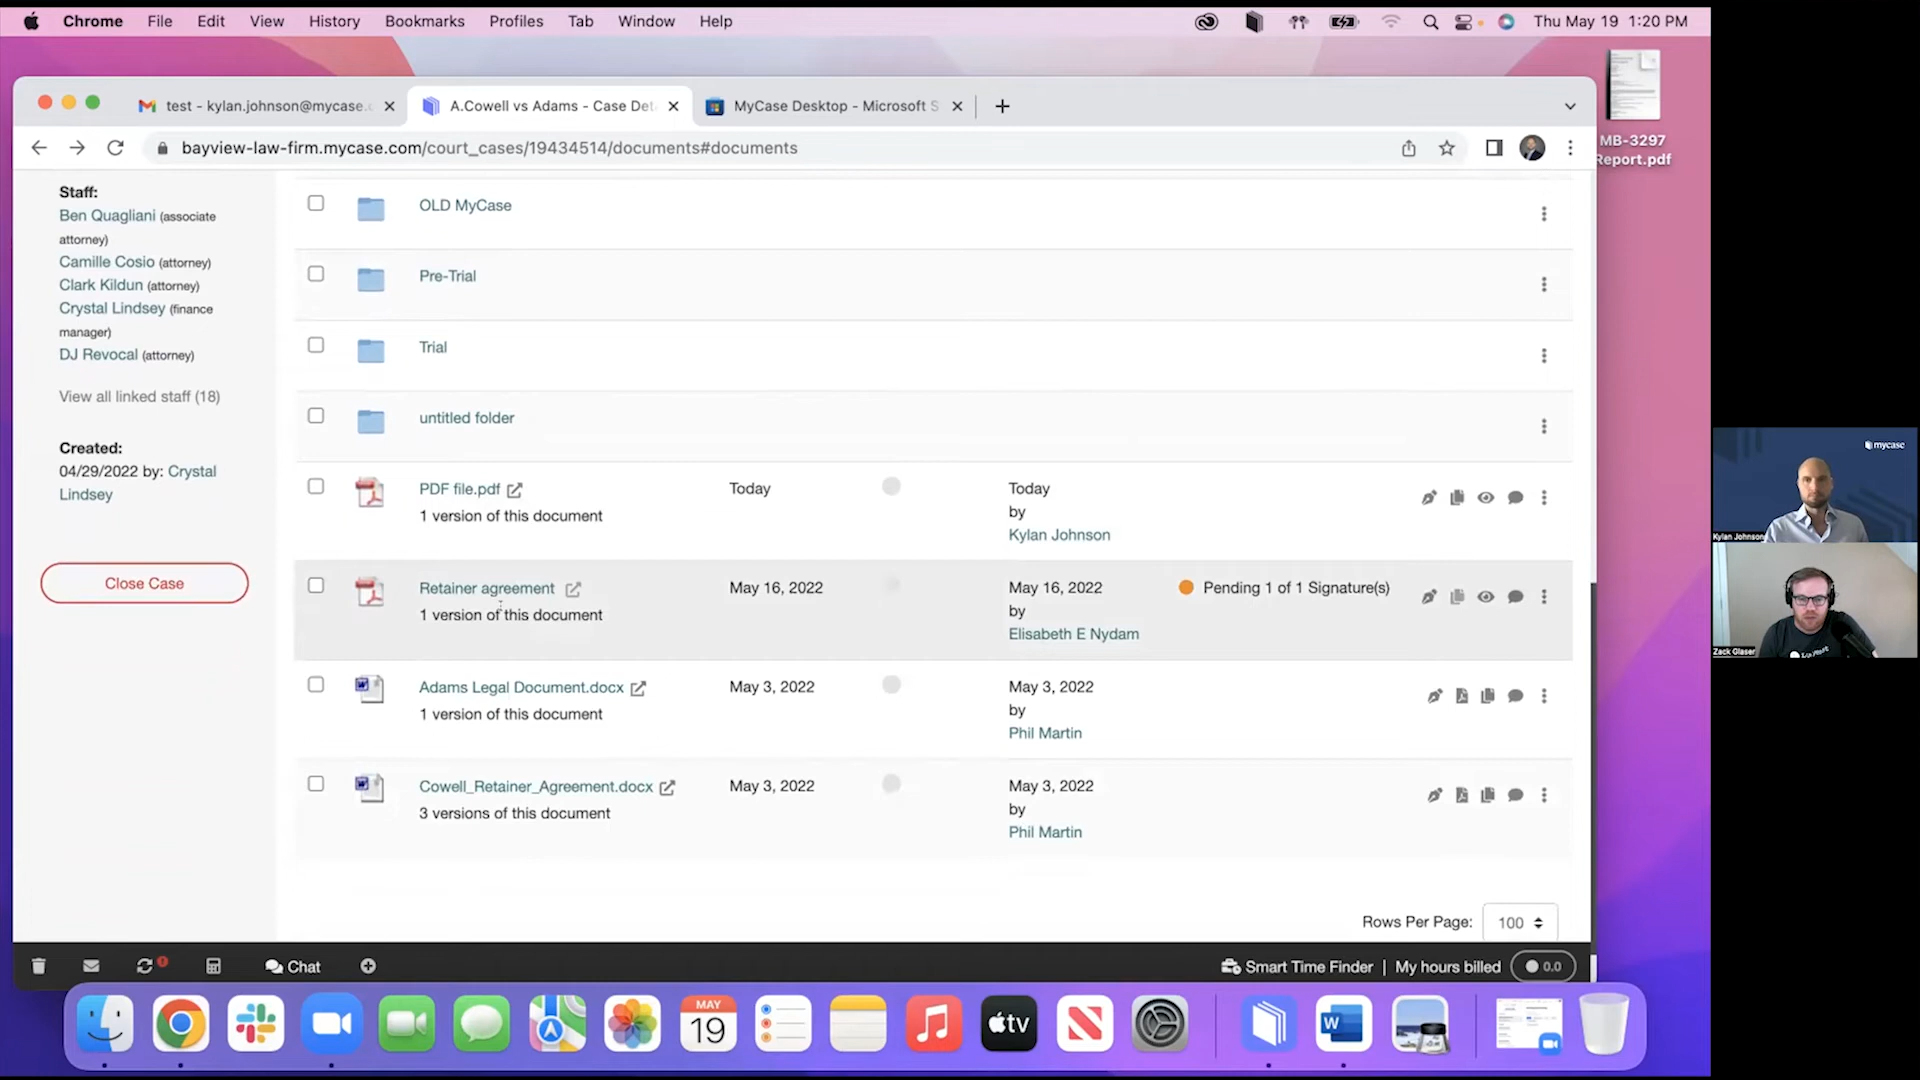 Chrome File Edit View History Bookmarks Profiles Tab Window Help
Thu May 19 1:20 PM
MB-3297
Report.pdf
test - kylan.johnson@mycase.c
A.Cowell vs Adams - Case Det
MyCase Desktop - Microsoft S
bayview-law-firm.mycase.com/court_cases/19434514/documents#documents
Staff:
Ben Quagliani (associate
attorney)
Camille Cosio (attorney)
Clark Kildun (attorney)
Crystal Lindsey (finance
manager)
DJ Revocal (attorney)
View all linked staff (18)
Created:
04/29/2022 by: Crystal
Lindsey
Close Case
OLD MyCase
Pre-Trial
Trial
untitled folder
PDF file.pdf
1 version of this document
Today
Today
by
Kylan Johnson
Retainer agreement
1 version of this document
May 16, 2022
May 16, 2022
by
Elisabeth E Nydam
Pending 1 of 1 Signature(s)
Adams Legal Document.docx
1 version of this document
May 3, 2022
May 3, 2022
by
Phil Martin
Cowell_Retainer_Agreement.docx
3 versions of this document
May 3, 2022
May 3, 2022
by
Phil Martin
Rows Per Page: 100
Chat
Smart Time Finder | My hours billed 0.0
MAY
19
tv
W
mycase
Kylan Johnson
Zack Glaser